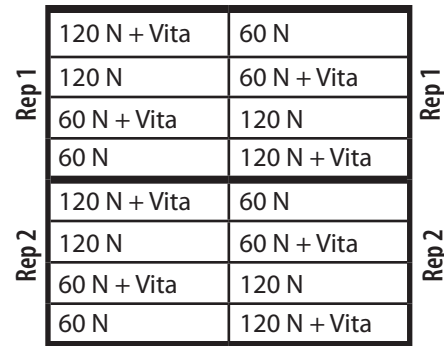 Rep 1
120 N + Vita 60 N
120 N 60 N + Vita
60 N + Vita 120 N
60 N 120 N + Vita
Rep 1
Rep 2
120 N + Vita 60 N
120 N 60 N + Vita
60 N + Vita 120 N
60 N 120 N + Vita
Rep 2